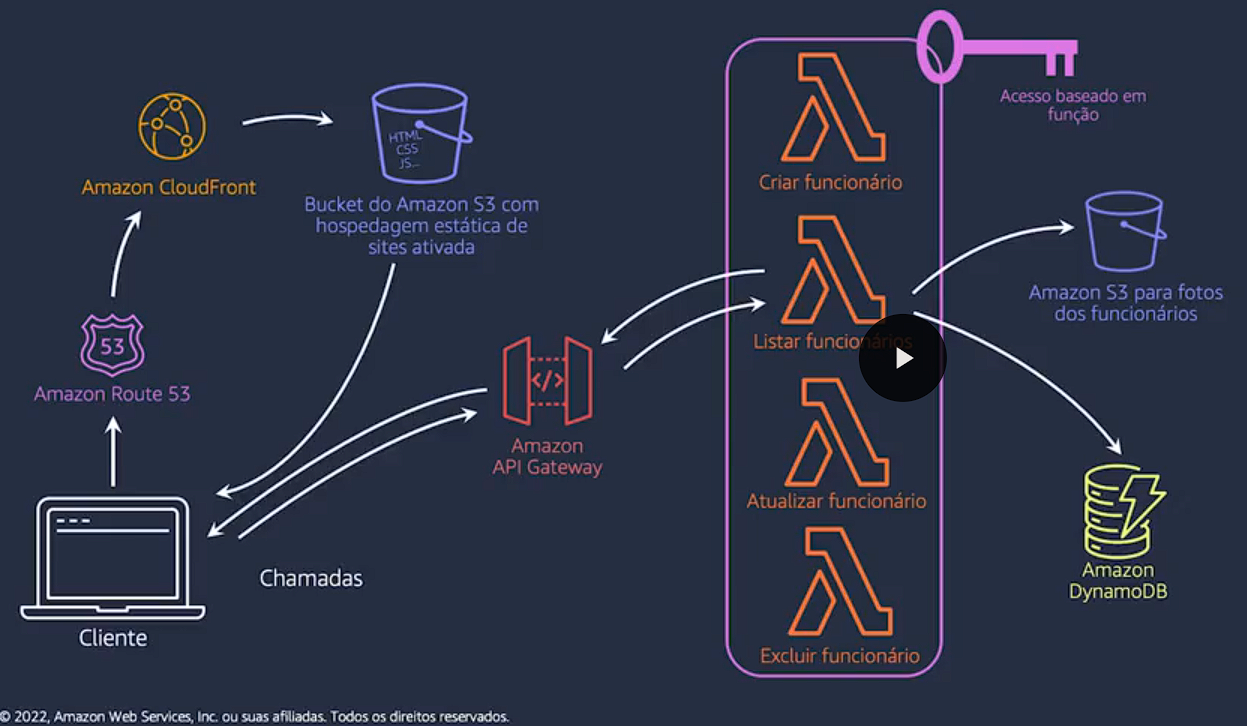 Acesso baseado em
função
HTML
CSS
JS...
Criar funcionário
Amazon CloudFront
Bucket do Amazon S3 com
hospedagem estática de
sites ativada
Amazon S3 para fotos
dos funcionários
53
Listar funcionários
</>
Amazon Route 53
Amazon
API Gateway
Atualizar funcionário
Amazon
DynamoDB
Chamadas
Cliente
Excluir funcionário
© 2022, Amazon Web Services, Inc. ou suas afiliadas. Todos os direitos reservados.